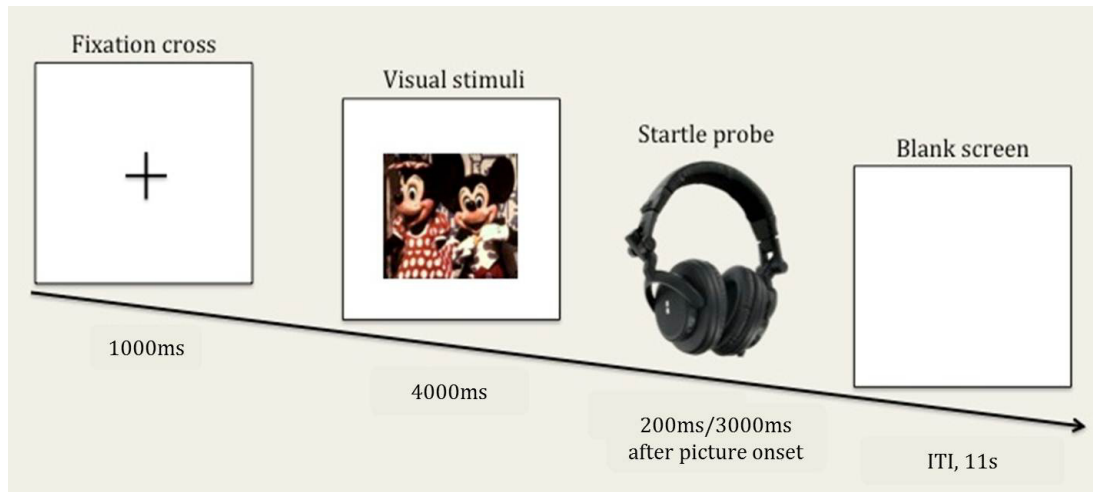 Fixation cross
Visual stimuli
Startle probe
Blank screen
1000ms
4000ms
200ms/3000ms
after picture onset
ITI, 11s